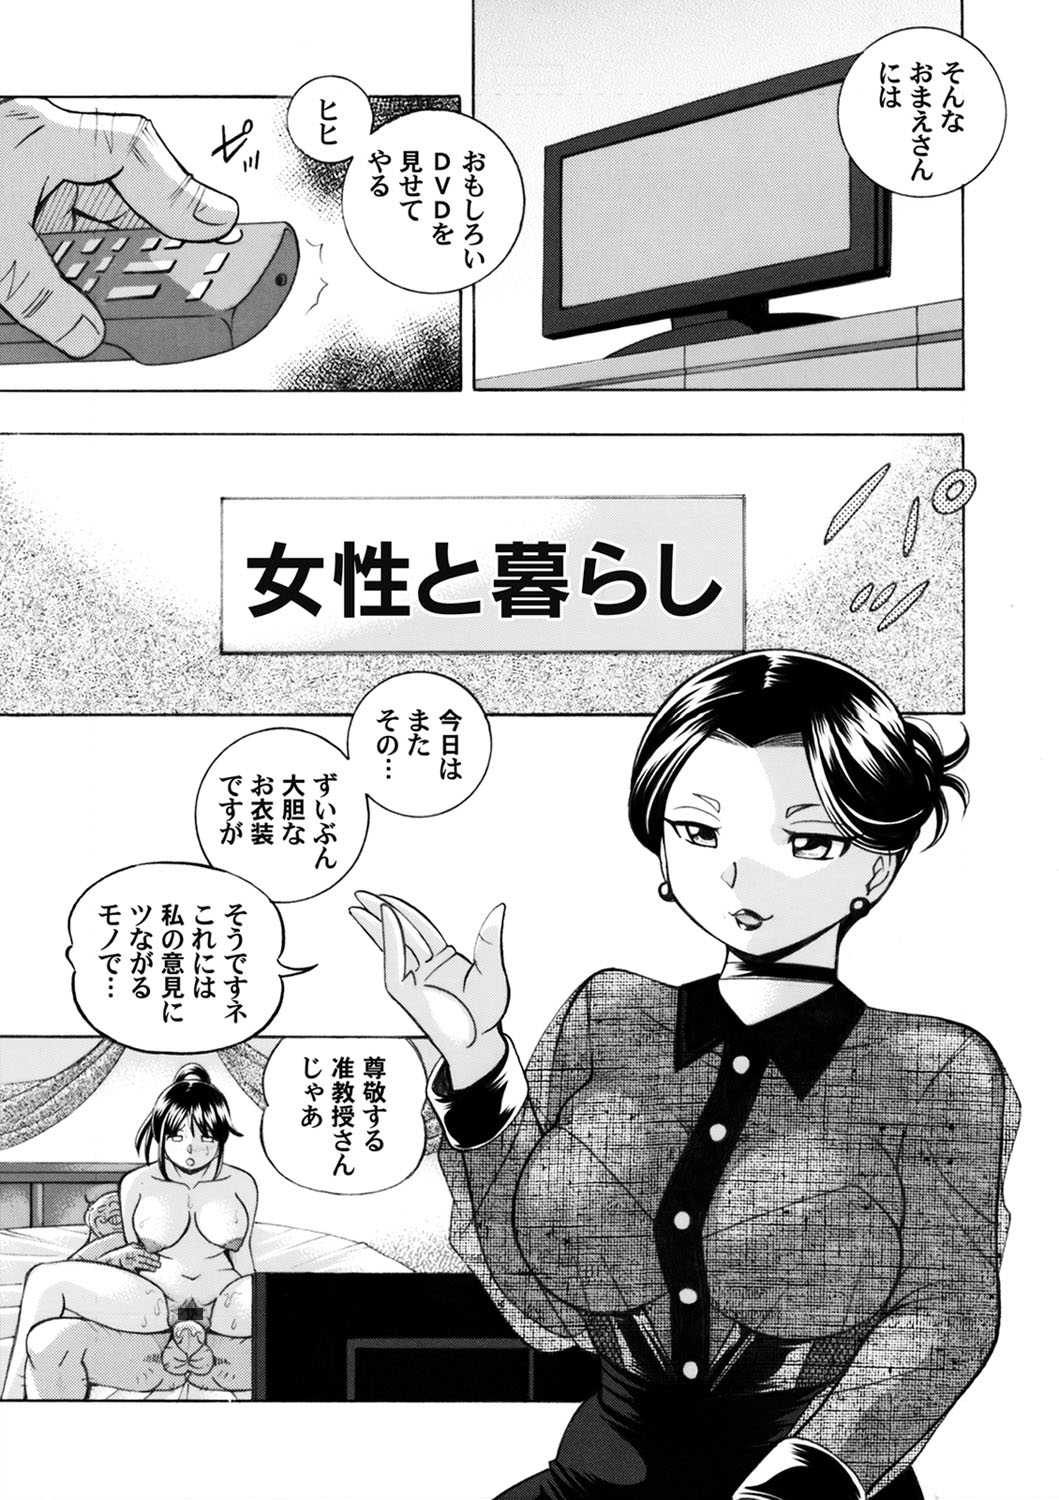 そんな
おまえさん
には
おもしろい
DVDを
見せて
やる
ヒヒ
ピッ
パッ
女性と暮らし
今日は
また
その…
ずいぶん
大胆な
お衣装
ですが
そうですネ
これには
私の意見に
ツながる
モノで…
尊敬する
准教授さん
じゃあ